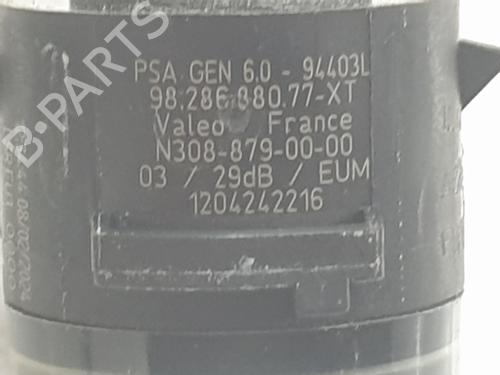 PSA GEN 6.0 - 94403L
98.286.880.77-XT
Valeo France
N308-879-00-00
03 / 29dB / EUM
1204242216
B-PARTS